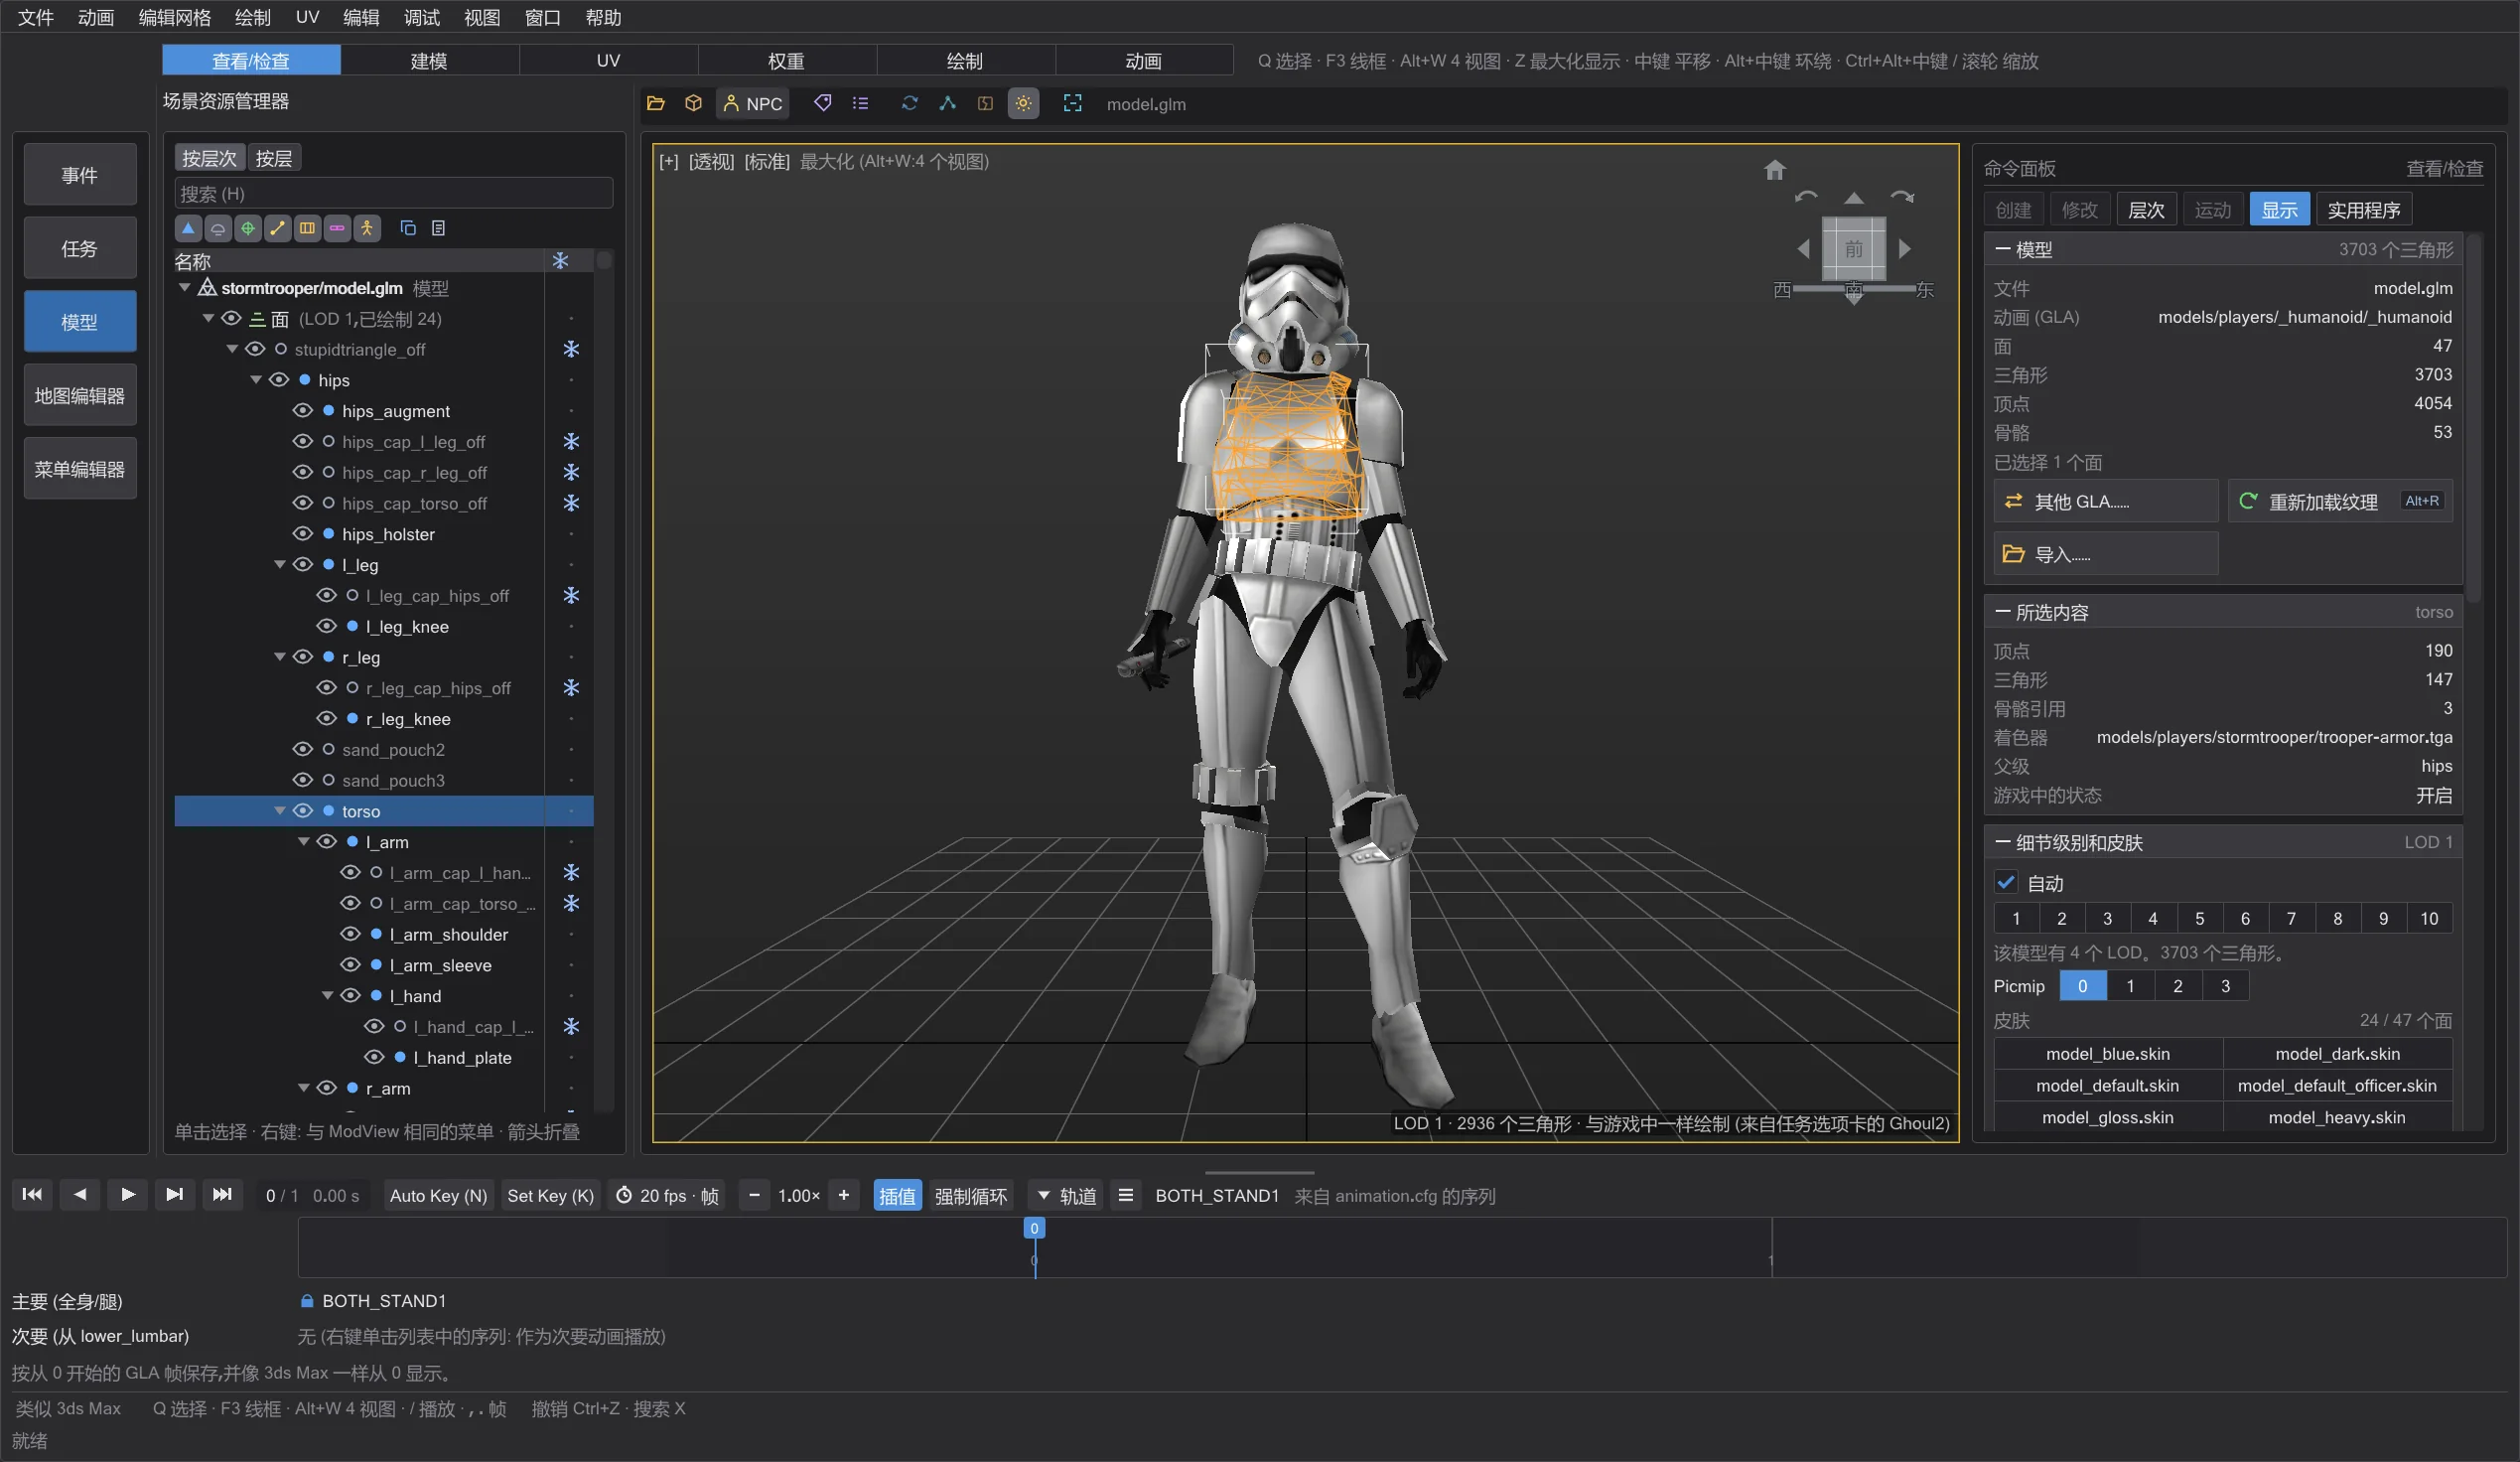 文件 动画 编辑网格 绘制 UV 编辑 调试 视图 窗口 帮助
查看/检查 建模 UV 权重 绘制 动画 Q 选择 · F3 线框 · Alt+W 4 视图 · Z 最大化显示 · 中键 平移 · Alt+中键 环绕 · Ctrl+Alt+中键 / 滚轮 缩放
场景资源管理器
NPC model.glm
事件
任务
模型
地图编辑器
菜单编辑器
按层次 按层
搜索 (H)
名称
stormtrooper/model.glm 模型
面 (LOD 1,已绘制 24)
stupidtriangle_off
hips
hips_augment
hips_cap_l_leg_off
hips_cap_r_leg_off
hips_cap_torso_off
hips_holster
l_leg
l_leg_cap_hips_off
l_leg_knee
r_leg
r_leg_cap_hips_off
r_leg_knee
sand_pouch2
sand_pouch3
torso
l_arm
l_arm_cap_l_han...
l_arm_cap_torso_...
l_arm_shoulder
l_arm_sleeve
l_hand
l_hand_cap_l_...
l_hand_plate
r_arm
单击选择 · 右键: 与 ModView 相同的菜单 · 箭头折叠
[+] [透视] [标准] 最大化 (Alt+W:4 个视图)
前
西 南 东
LOD 1 · 2936 个三角形 · 与游戏中一样绘制 (来自任务选项卡的 Ghoul2)
命令面板 查看/检查
创建 修改 层次 运动 显示 实用程序
模型 3703 个三角形
文件 model.glm
动画 (GLA) models/players/_humanoid/_humanoid
面 47
三角形 3703
顶点 4054
骨骼 53
已选择 1 个面
其他 GLA...... 重新加载纹理 Alt+R
导入......
所选内容 torso
顶点 190
三角形 147
骨骼引用 3
着色器 models/players/stormtrooper/trooper-armor.tga
父级 hips
游戏中的状态 开启
细节级别和皮肤 LOD 1
自动
1 2 3 4 5 6 7 8 9 10
该模型有 4 个 LOD。3703 个三角形。
Picmip 0 1 2 3
皮肤 24 / 47 个面
model_blue.skin model_dark.skin
model_default.skin model_default_officer.skin
model_gloss.skin model_heavy.skin
0 / 1 0.00 s Auto Key (N) Set Key (K) 20 fps · 帧 − 1.00× + 插值 强制循环 轨道 BOTH_STAND1 来自 animation.cfg 的序列
0
0 1
主要 (全身/腿) BOTH_STAND1
次要 (从 lower_lumbar) 无 (右键单击列表中的序列: 作为次要动画播放)
按从 0 开始的 GLA 帧保存,并像 3ds Max 一样从 0 显示。
类似 3ds Max Q 选择 · F3 线框 · Alt+W 4 视图 · / 播放 · , . 帧 撤销 Ctrl+Z · 搜索 X
就绪